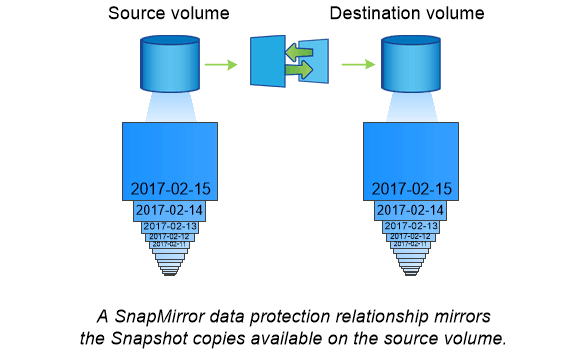 Source volume
Destination volume
2017-02-15
2017-02-15
2017-02-14
2017-02-14
2017-02-13
2017-02-13
2017-02-12
2017-02-12
2017-02-11
2017-02-11
A SnapMirror data protection relationship mirrors
the Snapshot copies available on the source volume.